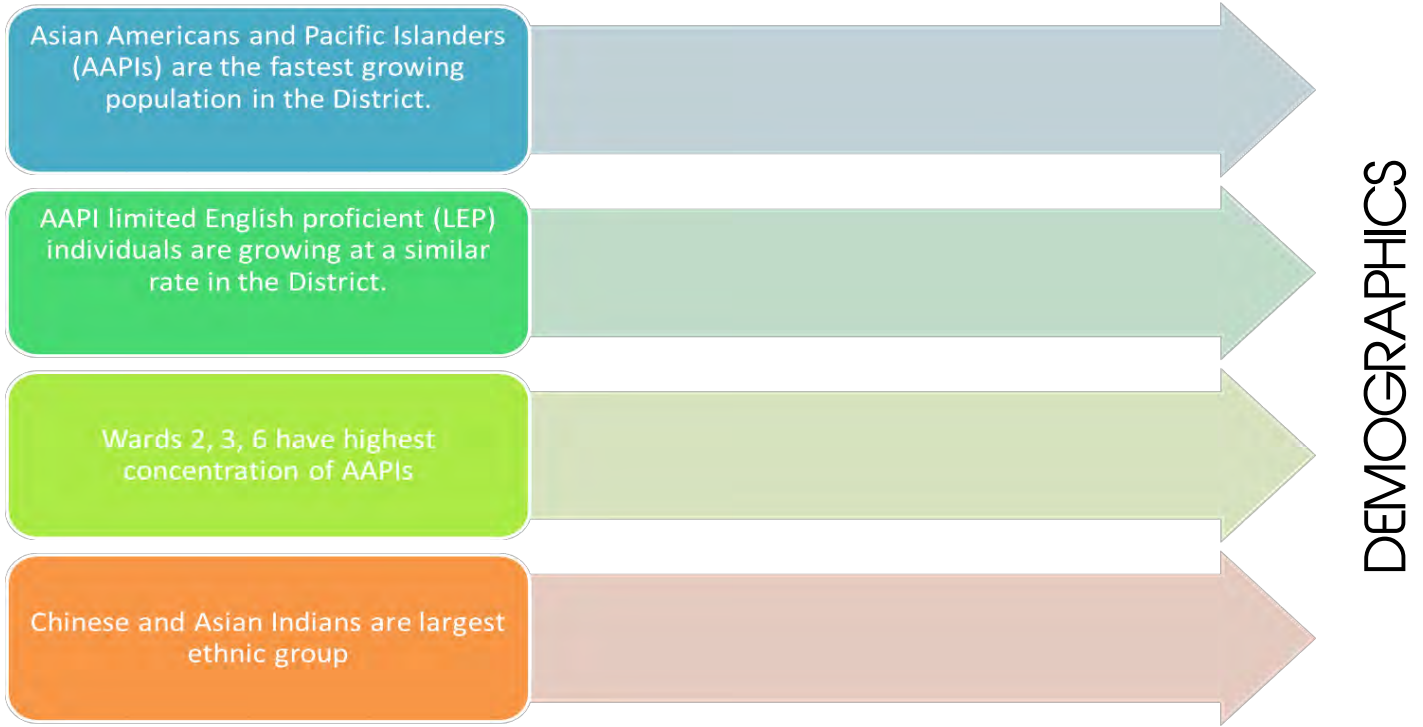 Asian Americans and Pacific Islanders
(AAPIs) are the fastest growing
population in the District.
AAPI limited English proficient (LEP)
individuals are growing at a similar
rate in the District.
Wards 2, 3, 6 have highest
concentration of AAPIs
Chinese and Asian Indians are largest
ethnic group
DEMOGRAPHICS